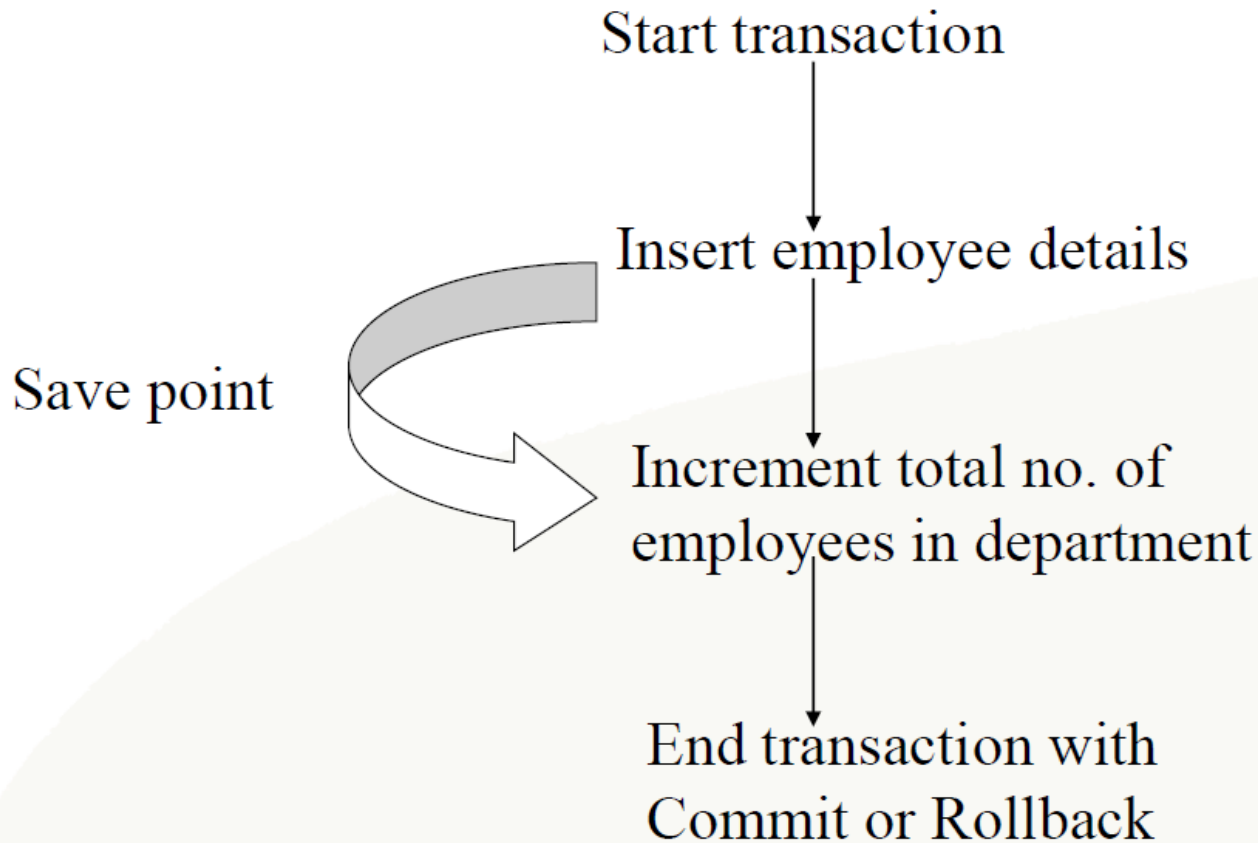 Start transaction
Insert employee details
Save point
Increment total no. of
employees in department
End transaction with
Commit or Rollback